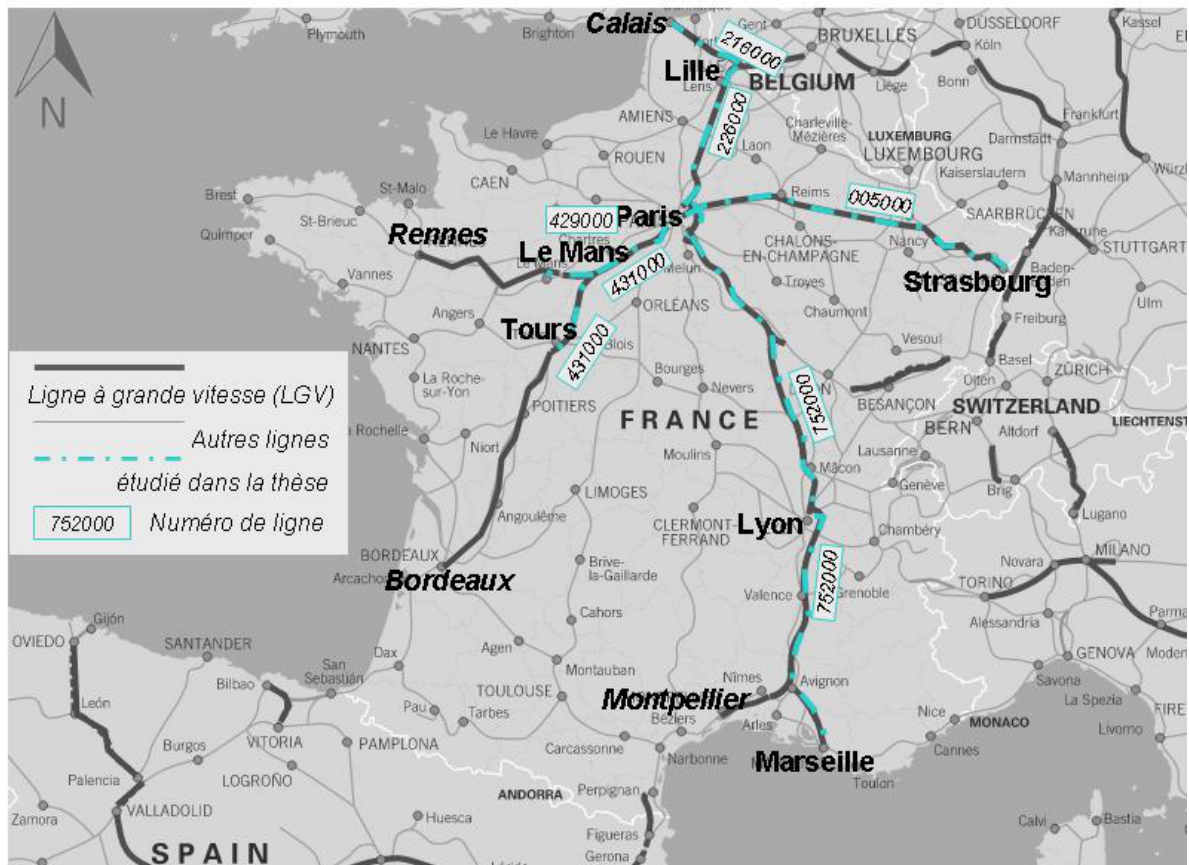 Plymouth
Brighton
Calais
Gent
BRUXELLES
DÜSSELDORF
Kassel
216000
Köln
Lille
Lens
BELGIUM
Liège
Bonn
N
AMIENS
226000
Charleville-
Mézières
Frankfurt
Le Havre
ROUEN
Laon
LUXEMBURG
LUXEMBOURG
Darmstadt
CAEN
Kaiserslautern
Mannheim
Brest
St-Malo
Reims
005000
SAARBRÜCKEN
St-Brieuc
429000
Paris
Karlsruhe
Quimper
Rennes
Chartres
CHALONS-
EN-CHAMPAGNE
Nancy
STUTTGART
Le Mans
Le Mans
431000
Melun
Baden-
Baden
Vannes
Troyes
Strasbourg
Ulm
ORLÉANS
Chaumont
Angers
Tours
Freiburg
NANTES
Blois
431000
Vesoul
Basel
Ligne à grande vitesse (LGV)
La Roche-
sur-Yon
Bourges
Nevers
752000
BESANÇON
Olten
ZÜRICH
POITIERS
FRANCE
SWITZERLAND
BERN
Altdorf
LIECHTENST
Autres lignes
Niort
Moulins
Lausanne
étudié dans la thèse
Mâcon
Genève
Brig
752000 Numéro de ligne
LIMOGES
Angoulême
CLERMONT-
FERRAND
Lyon
Chambéry
Lugano
BORDEAUX
Brive-
la-Gaillarde
752000
Novara
MILANO
Arcachon
Bordeaux
Valence
Grenoble
TORINO
Cahors
Alessandria
Parma
Gijón
OVIEDO
SANTANDER
Agen
GENOVA
Moden
Dax
Montauban
San
Sebastián
Bilbao
TOULOUSE
Montpellier
Nîmes
Avignon
Savona
La Spezia
León
Pau
Tarbes
Béziers
Arles
Nice
MONACO
FIRE
VITORIA
PAMPLONA
Carcassonne
Narbonne
Marseille
Cannes
Livorno
Burgos
Toulon
Palencia
LOGROÑO
ANDORRA
Perpignan
VALLADOLID
Zamora
Huesca
Figueras
Calvi
Bastia
SPAIN
Gerona